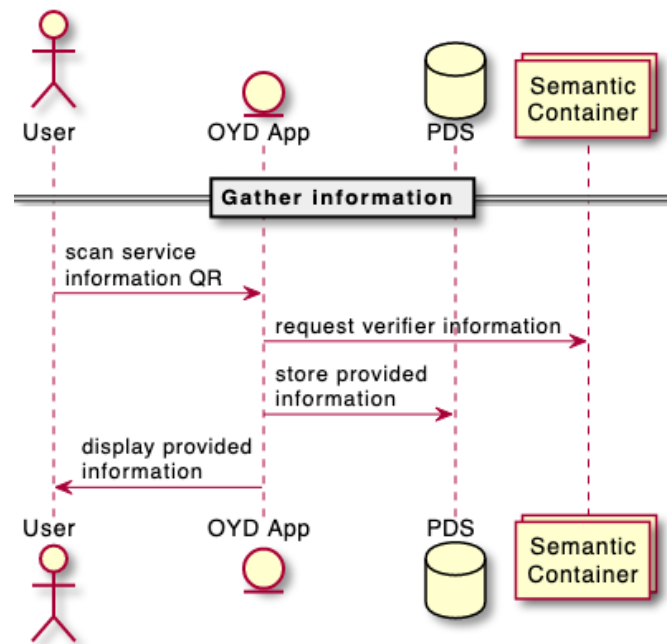 User
OYD App
PDS
Semantic
Container
Gather information
scan service
information QR
request verifier information
store provided
information
display provided
information
User
OYD App
PDS
Semantic
Container